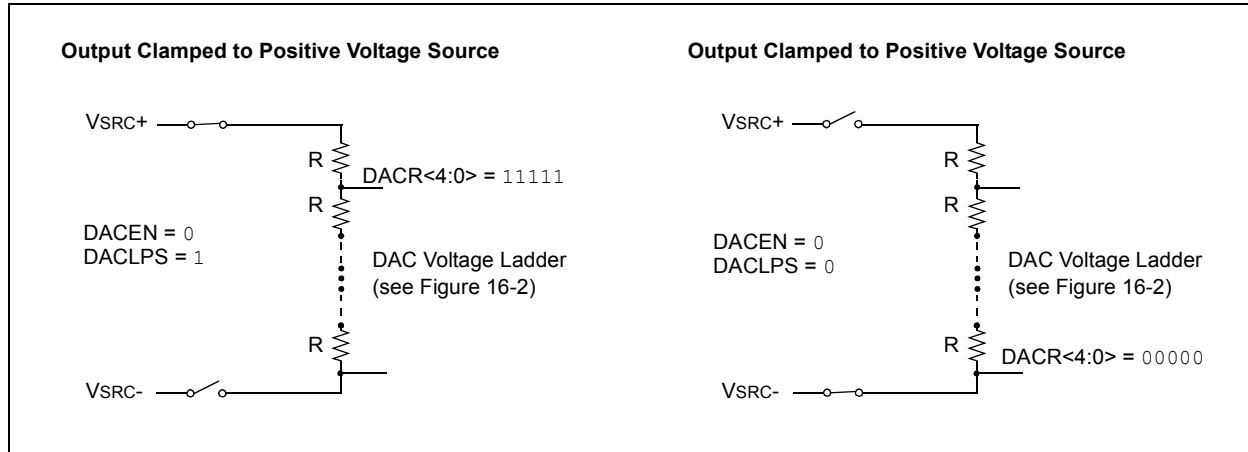 Output Clamped to Positive Voltage Source
VSRC+
R
DACR<4:0> = 11111
R
DACEN = 0
DACLPS = 1
DAC Voltage Ladder
(see Figure 16-2)
R
VSRC-
Output Clamped to Positive Voltage Source
VSRC+
R
R
DACEN = 0
DACLPS = 0
DAC Voltage Ladder
(see Figure 16-2)
R
DACR<4:0> = 00000
VSRC-